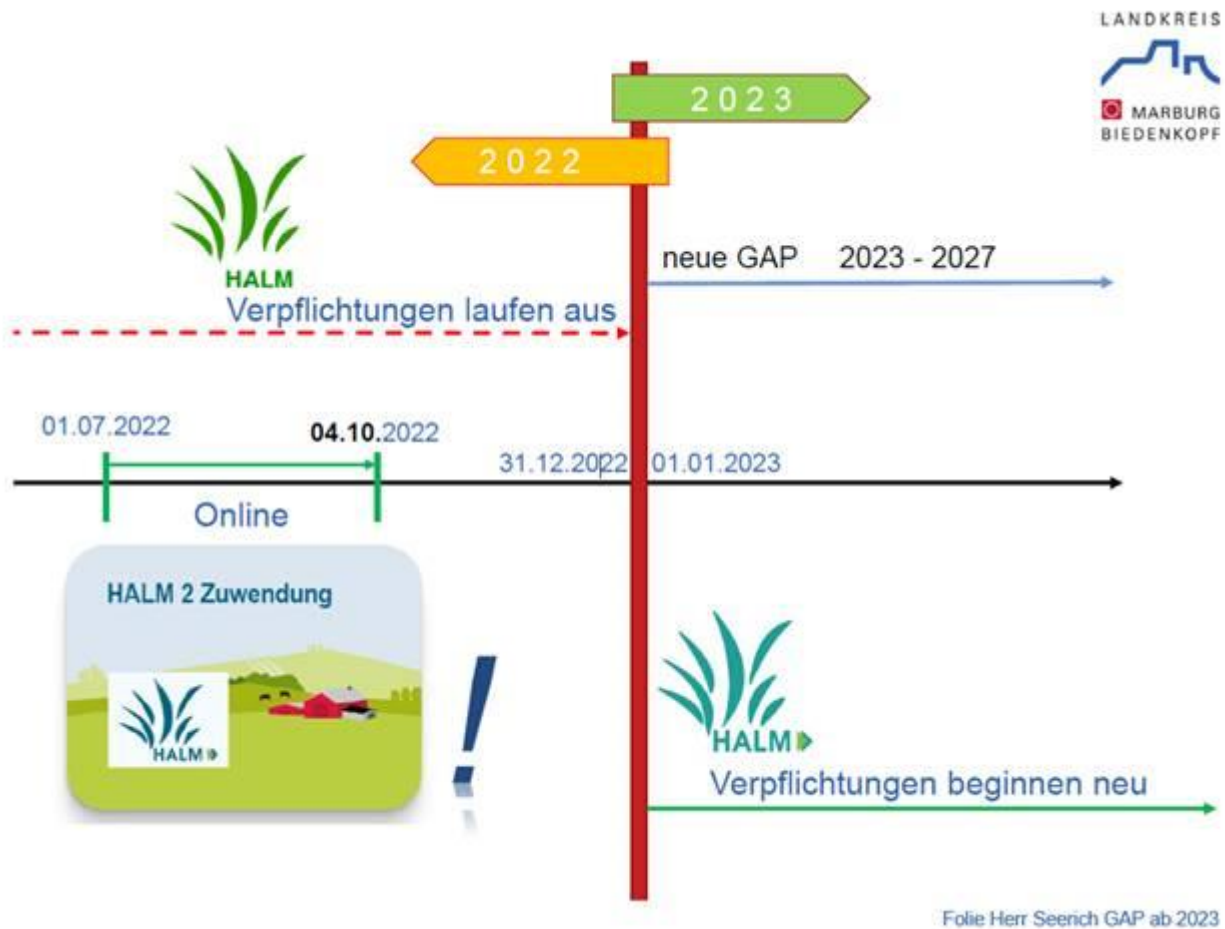 LANDKREIS
MARBURG
BIEDENKOPF
2023
2022
HALM
Verpflichtungen laufen aus
neue GAP 2023 - 2027
01.07.2022
04.10.2022
31.12.2022
01.01.2023
Online
HALM 2 Zuwendung
HALM
!
HALM
Verpflichtungen beginnen neu
Folie Herr Seerich GAP ab 2023